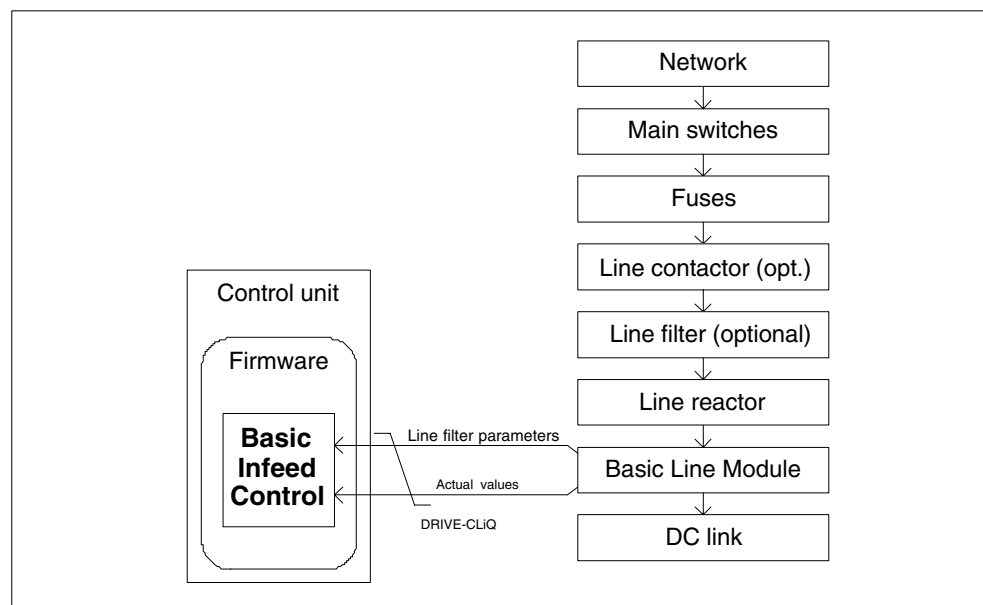 Network
Main switches
Fuses
Line contactor (opt.)
Line filter (optional)
Line reactor
Basic Line Module
DC link
Control unit
Firmware
Basic
Infeed
Control
Line filter parameters
Actual values
DRIVE-CLiQ